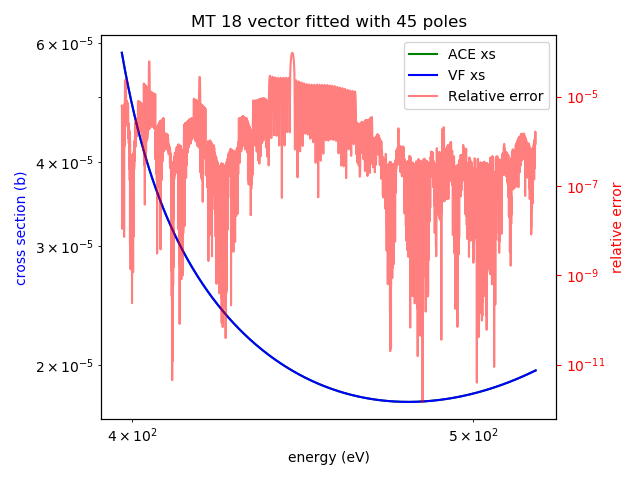 MT 18 vector fitted with 45 poles
ACE xs
VF xs
Relative error
6 × 10⁻⁵
4 × 10⁻⁵
3 × 10⁻⁵
2 × 10⁻⁵
cross section (b)
10⁻⁵
10⁻⁷
10⁻⁹
10⁻¹¹
relative error
4 × 10² 5 × 10²
energy (eV)